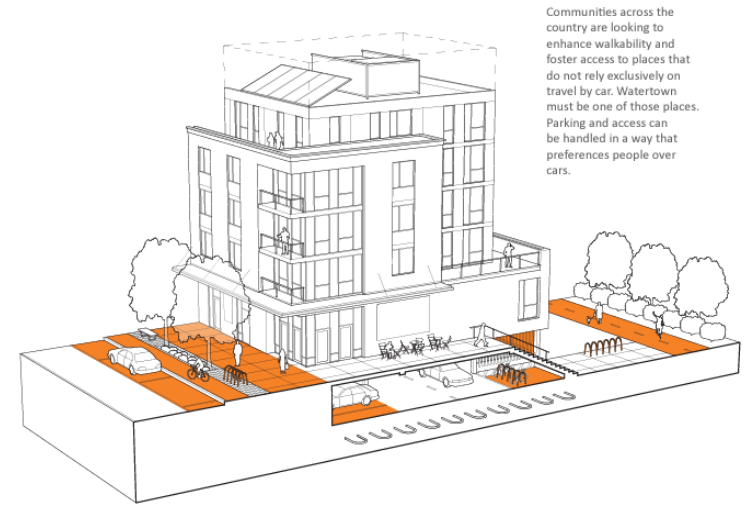 Communities across the
country are looking to
enhance walkability and
foster access to places that
do not rely exclusively on
travel by car. Watertown
must be one of those places.
Parking and access can
be handled in a way that
preferences people over
cars.